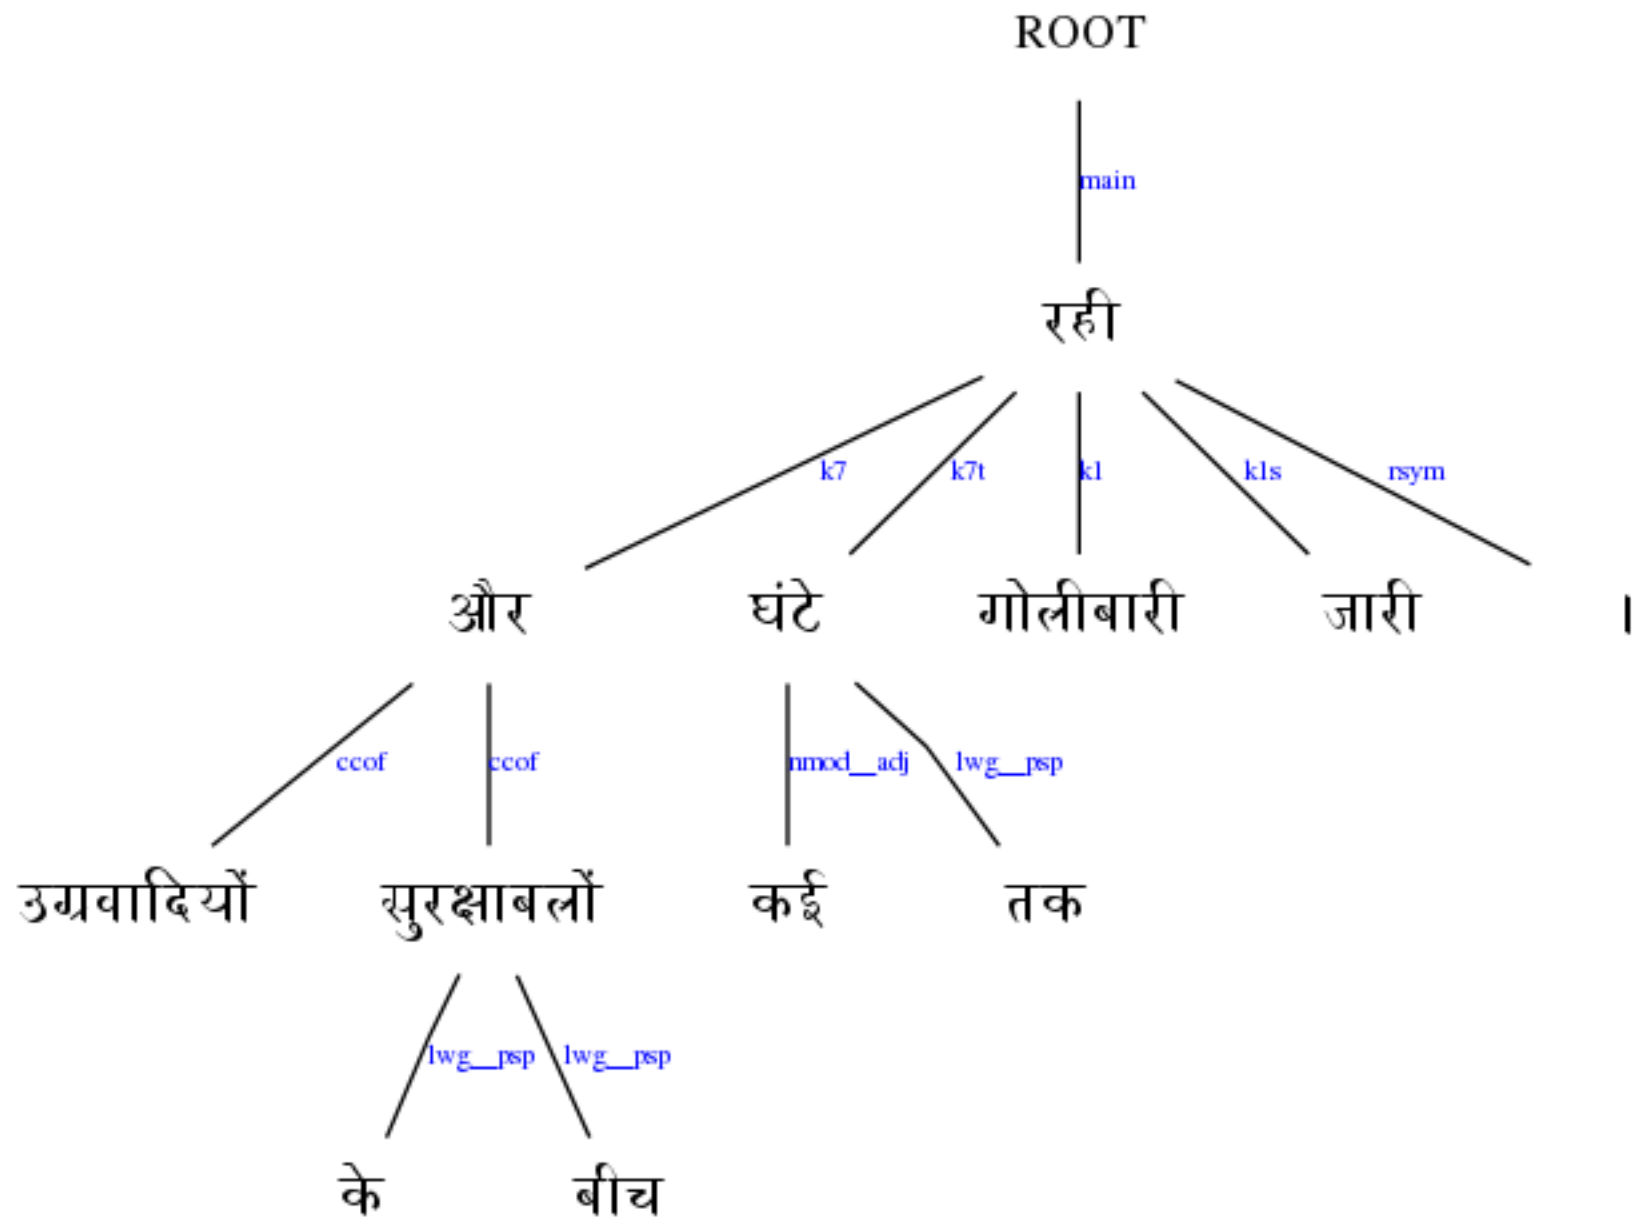 ROOT
main
रही
k7 k7t k1 k1s rsym
और घंटे गोलीबारी जारी ।
ccof ccof nmod__adj lwg__psp
उग्रवादियों सुरक्षाबलों कई तक
lwg__psp lwg__psp
के बीच